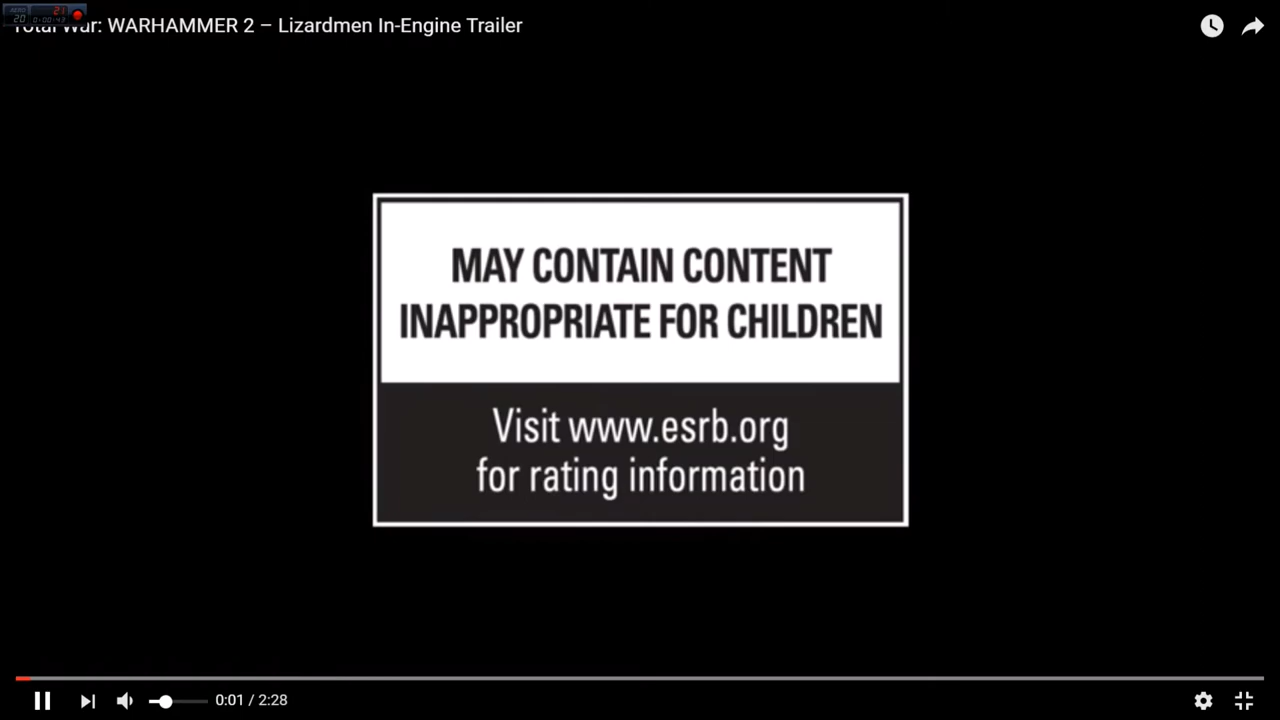 Total War: WARHAMMER 2 – Lizardmen In-Engine Trailer
MAY CONTAIN CONTENT
INAPPROPRIATE FOR CHILDREN
Visit www.esrb.org
for rating information
0:01 / 2:28